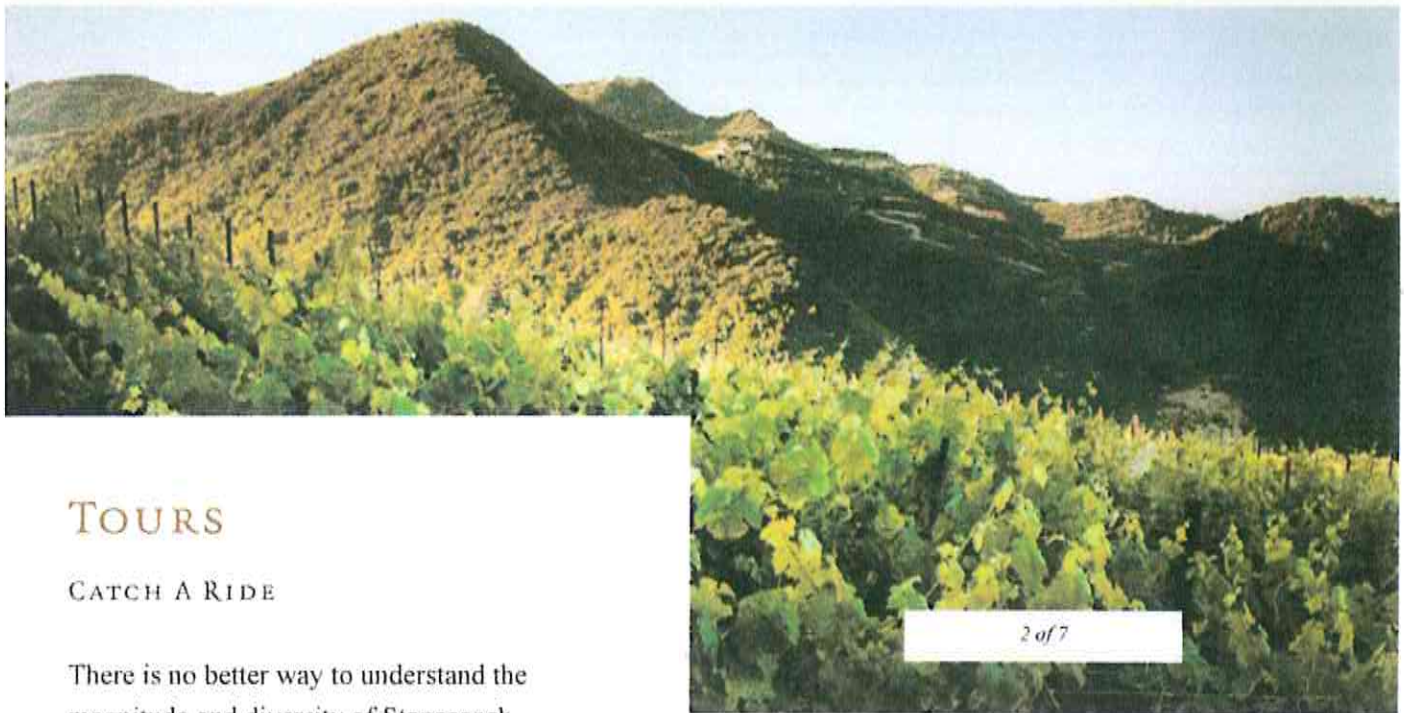 TOURS
CATCH A RIDE
2 of 7
There is no better way to understand the